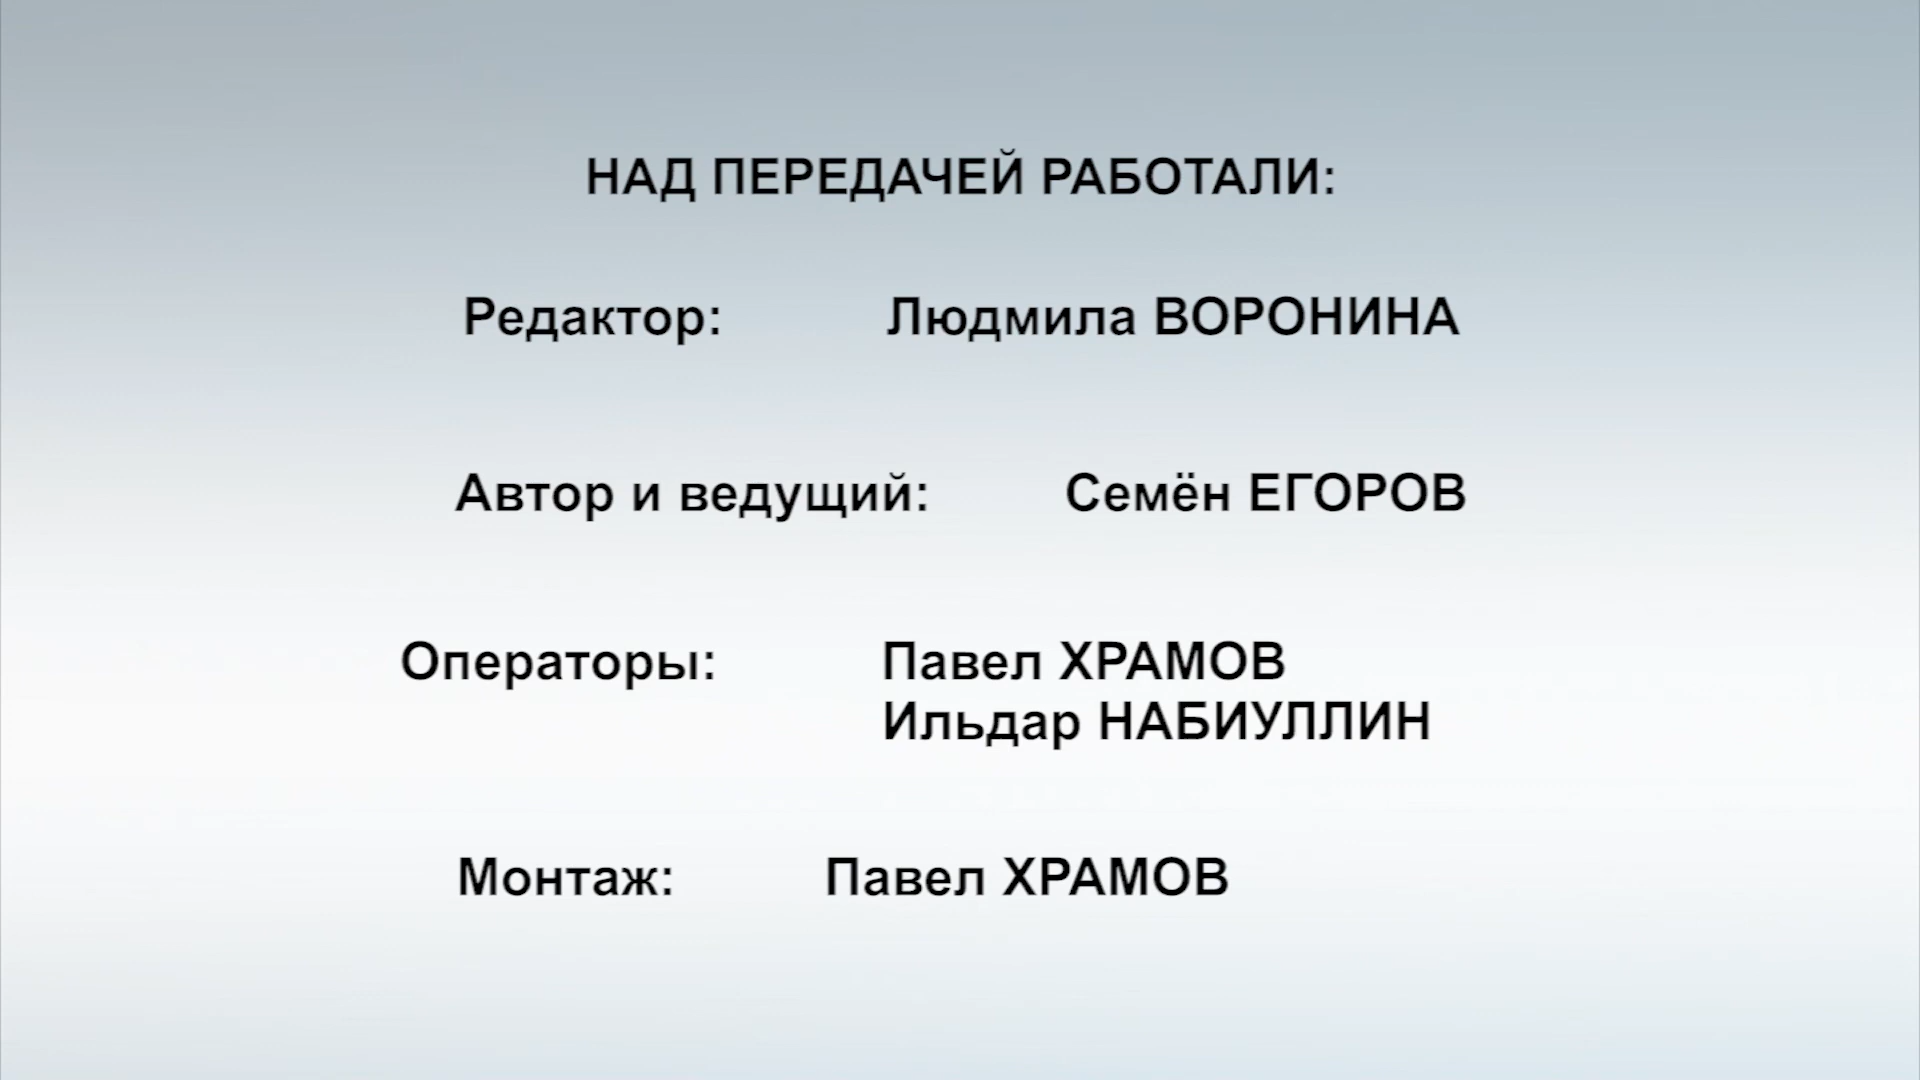 НАД ПЕРЕДАЧЕЙ РАБОТАЛИ:
Редактор: Людмила ВОРОНИНА
Автор и ведущий: Семён ЕГОРОВ
Операторы: Павел ХРАМОВ
Ильдар НАБИУЛЛИН
Монтаж: Павел ХРАМОВ